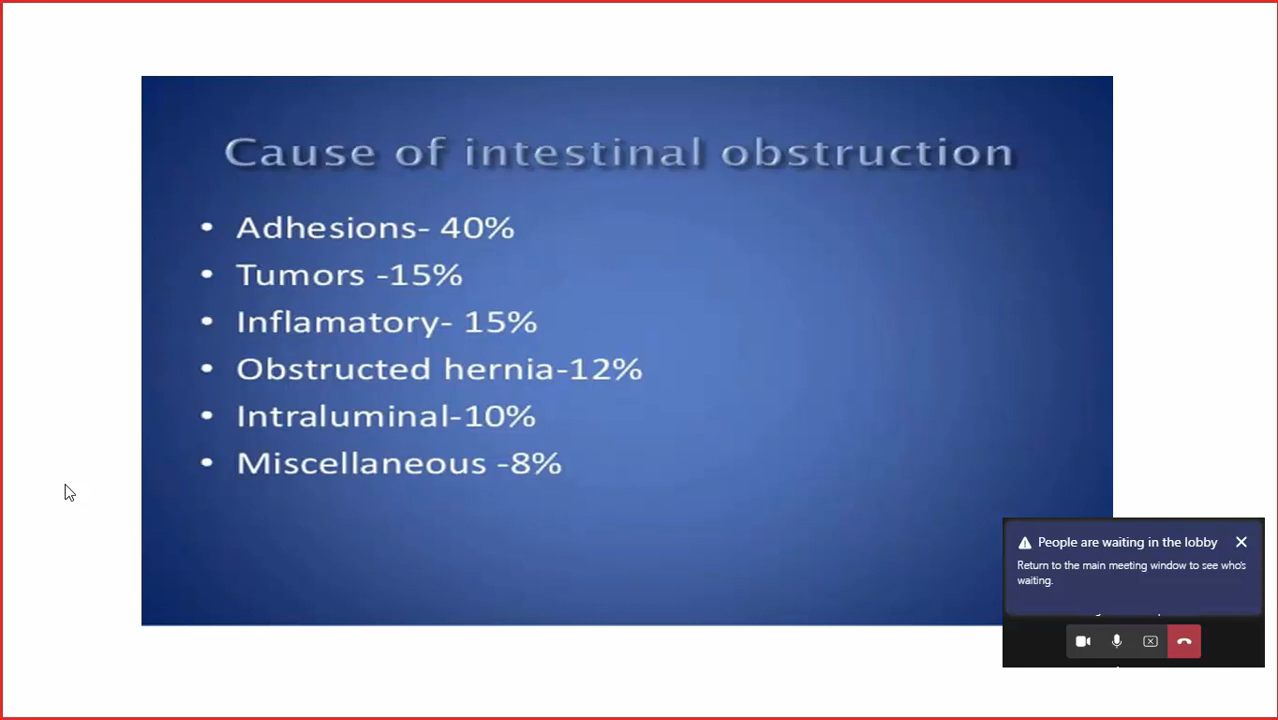 Cause of intestinal obstruction
• Adhesions- 40%
• Tumors -15%
• Inflamatory- 15%
• Obstructed hernia-12%
• Intraluminal-10%
• Miscellaneous -8%
People are waiting in the lobby
Return to the main meeting window to see who's
waiting.